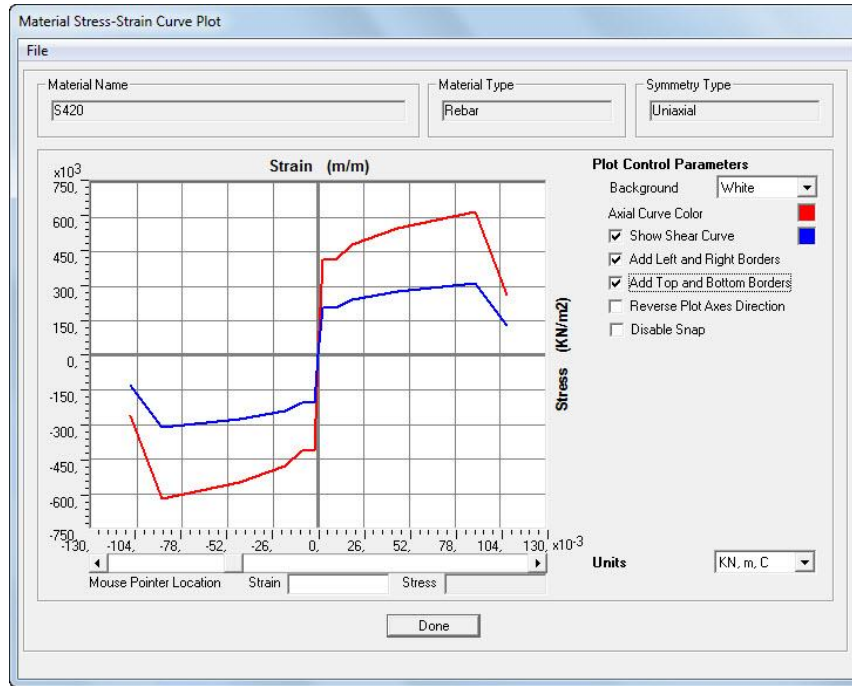 Material Stress-Strain Curve Plot
File
Material Name
S420
Material Type
Rebar
Symmetry Type
Uniaxial
Strain (m/m)
x10³
750,
600,
450,
300,
150,
0,
-150,
-300,
-450,
-600,
-750,
-130, -104, -78, -52, -26, 0, 26, 52, 78, 104, 130, x10⁻³
Stress (KN/m2)
Mouse Pointer Location Strain Stress
Plot Control Parameters
Background White
Axial Curve Color
Show Shear Curve
Add Left and Right Borders
Add Top and Bottom Borders
Reverse Plot Axes Direction
Disable Snap
Units KN, m, C
Done